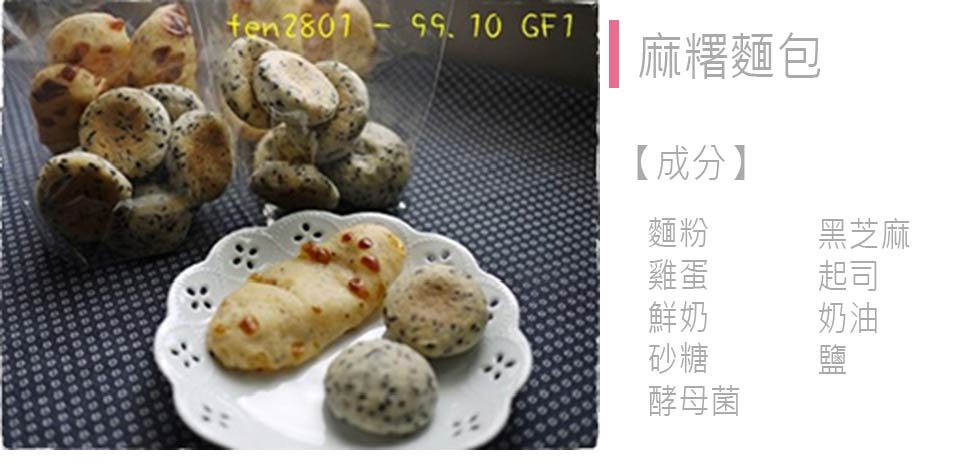 ten2801 - 99.10 GF1
麻糬麵包
【成分】
麵粉 黑芝麻
雞蛋 起司
鮮奶 奶油
砂糖 鹽
酵母菌